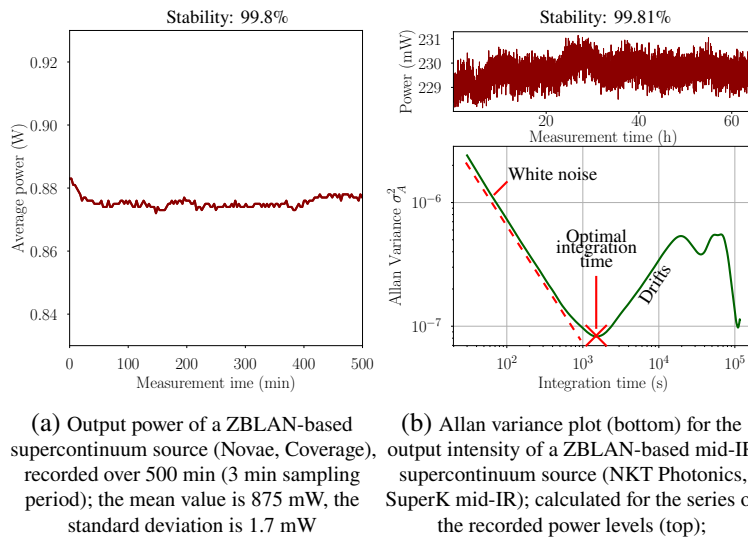 Stability: 99.8%
0.92
0.90
0.88
0.86
0.84
Average power (W)
0
100
200
300
400
500
Measurement ime (min)
Stability: 99.81%
231
230
229
Power (mW)
20
40
60
Measurement time (h)
White noise
Optimal
integration
time
Drifts
10⁻⁶
10⁻⁷
Allan Variance σ²_A
10²
10³
10⁴
10⁵
Integration time (s)
(a) Output power of a ZBLAN-based
supercontinuum source (Novae, Coverage),
recorded over 500 min (3 min sampling
period); the mean value is 875 mW, the
standard deviation is 1.7 mW
(b) Allan variance plot (bottom) for the
output intensity of a ZBLAN-based mid-IR
supercontinuum source (NKT Photonics,
SuperK mid-IR); calculated for the series o
the recorded power levels (top);